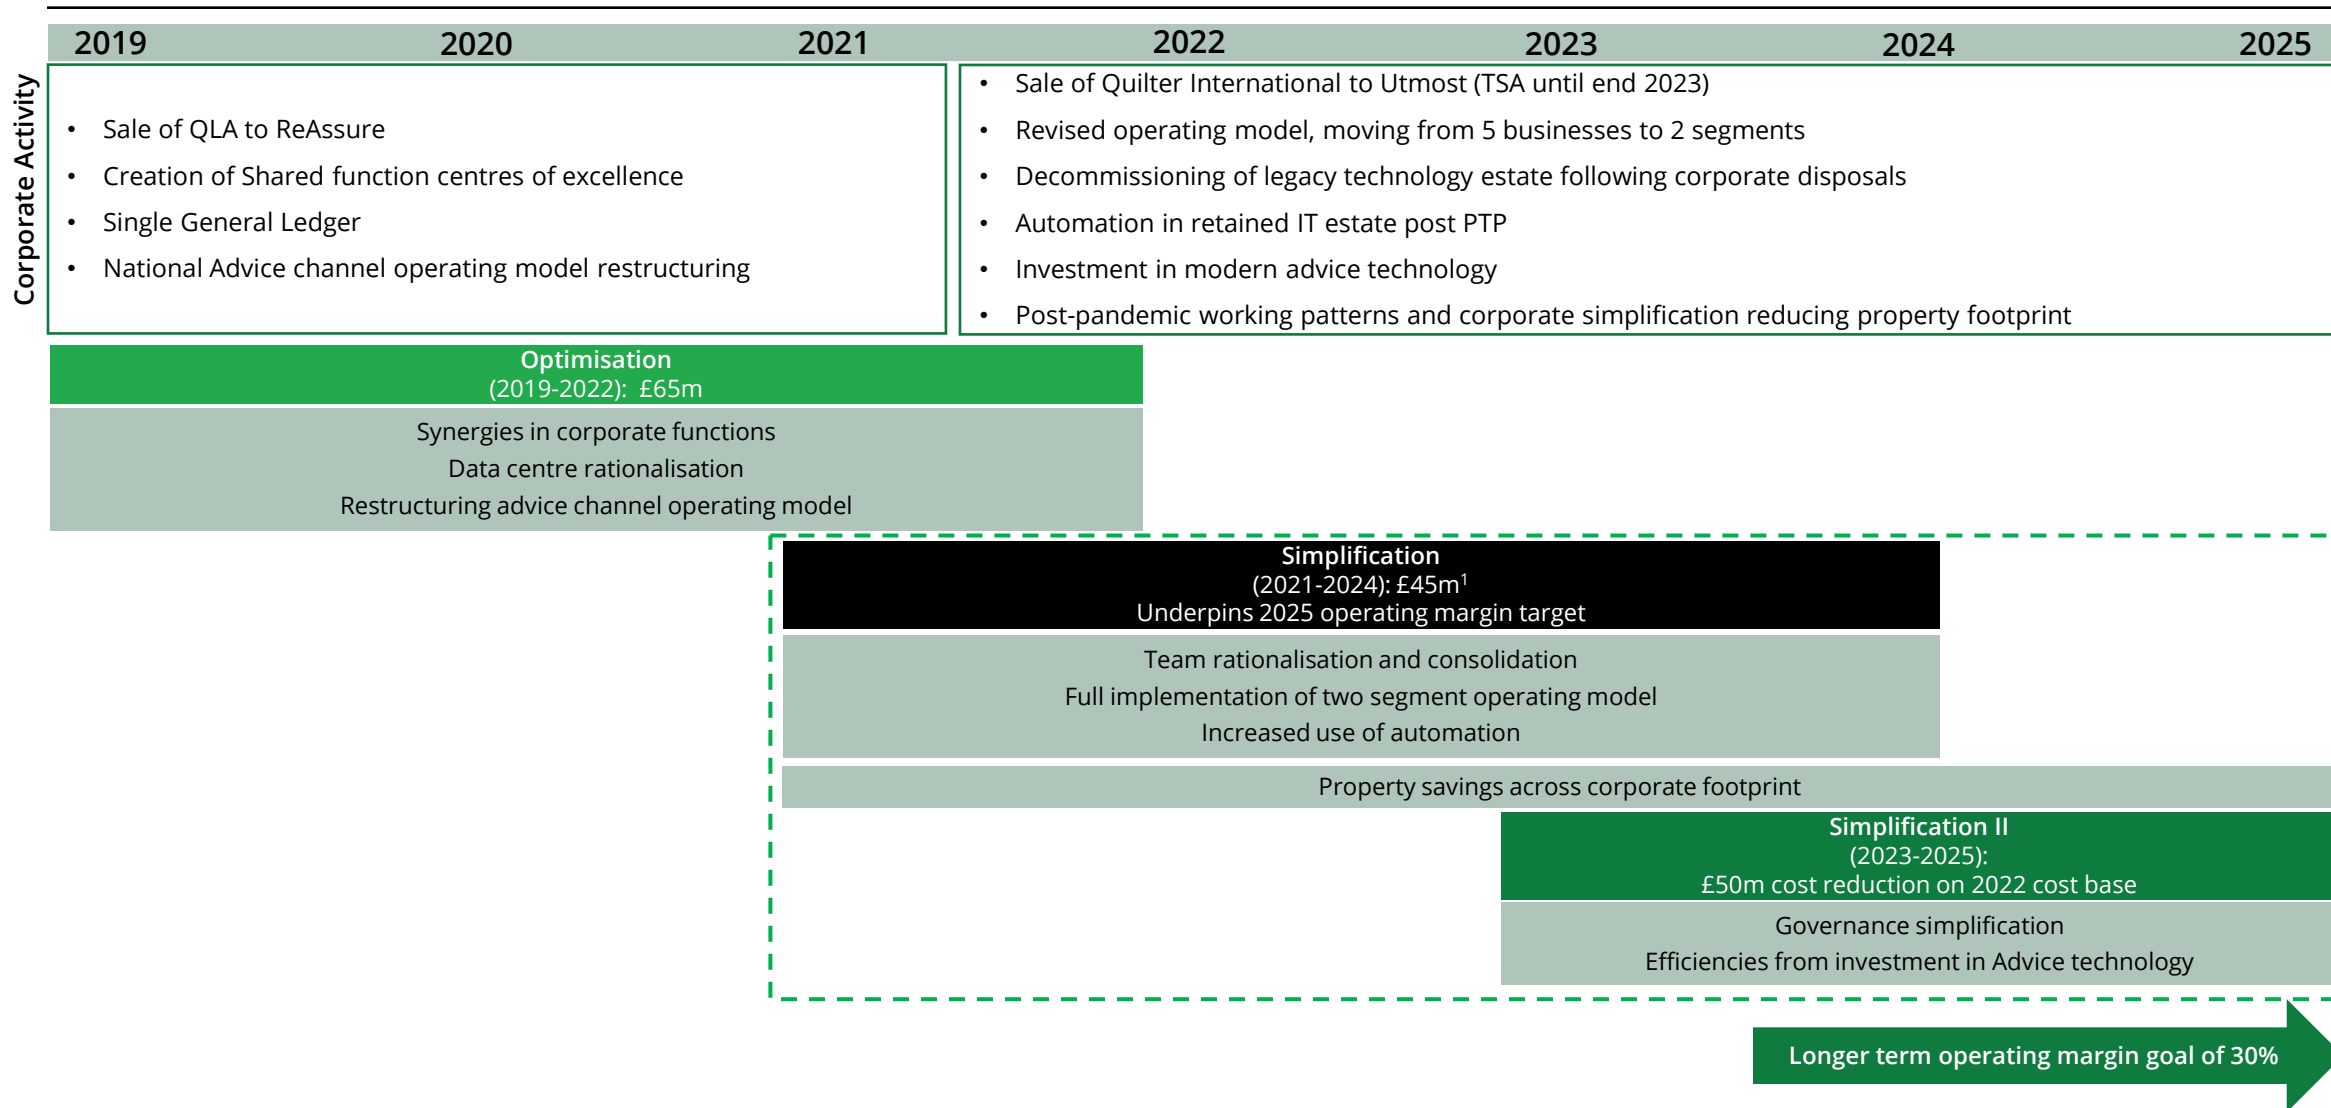 2019 2020 2021 2022 2023 2024 2025
Corporate Activity
• Sale of QLA to ReAssure
• Creation of Shared function centres of excellence
• Single General Ledger
• National Advice channel operating model restructuring
• Sale of Quilter International to Utmost (TSA until end 2023)
• Revised operating model, moving from 5 businesses to 2 segments
• Decommissioning of legacy technology estate following corporate disposals
• Automation in retained IT estate post PTP
• Investment in modern advice technology
• Post-pandemic working patterns and corporate simplification reducing property footprint
Optimisation
(2019-2022): £65m
Synergies in corporate functions
Data centre rationalisation
Restructuring advice channel operating model
Simplification
(2021-2024): £45m¹
Underpins 2025 operating margin target
Team rationalisation and consolidation
Full implementation of two segment operating model
Increased use of automation
Property savings across corporate footprint
Simplification II
(2023-2025):
£50m cost reduction on 2022 cost base
Governance simplification
Efficiencies from investment in Advice technology
Longer term operating margin goal of 30%